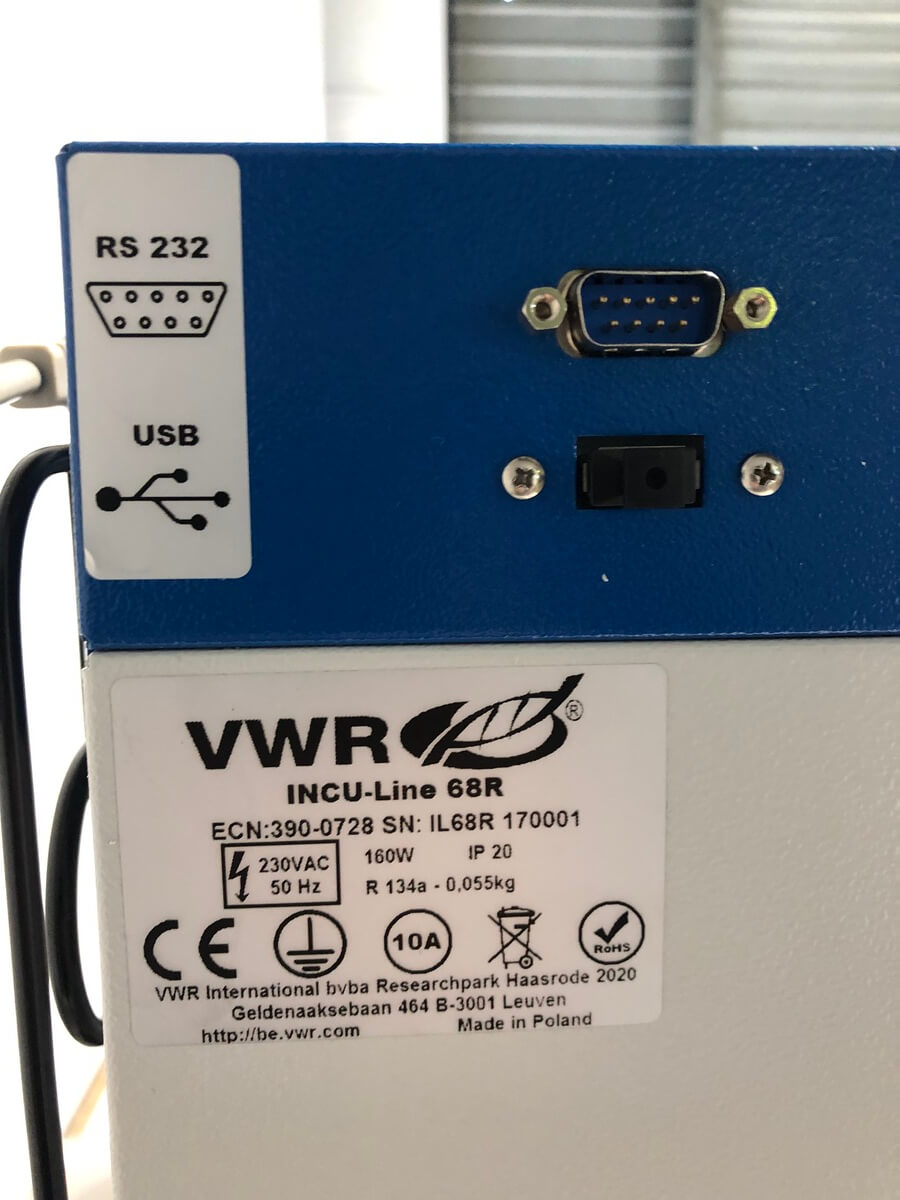 RS 232
USB
VWR ®
INCU-Line 68R
ECN:390-0728 SN: IL68R 170001
230VAC 160W IP 20
50 Hz R 134a - 0,055kg
CE 10A RoHS
VWR International bvba Researchpark Haasrode 2020
Geldenaaksebaan 464 B-3001 Leuven
http://be.vwr.com Made in Poland